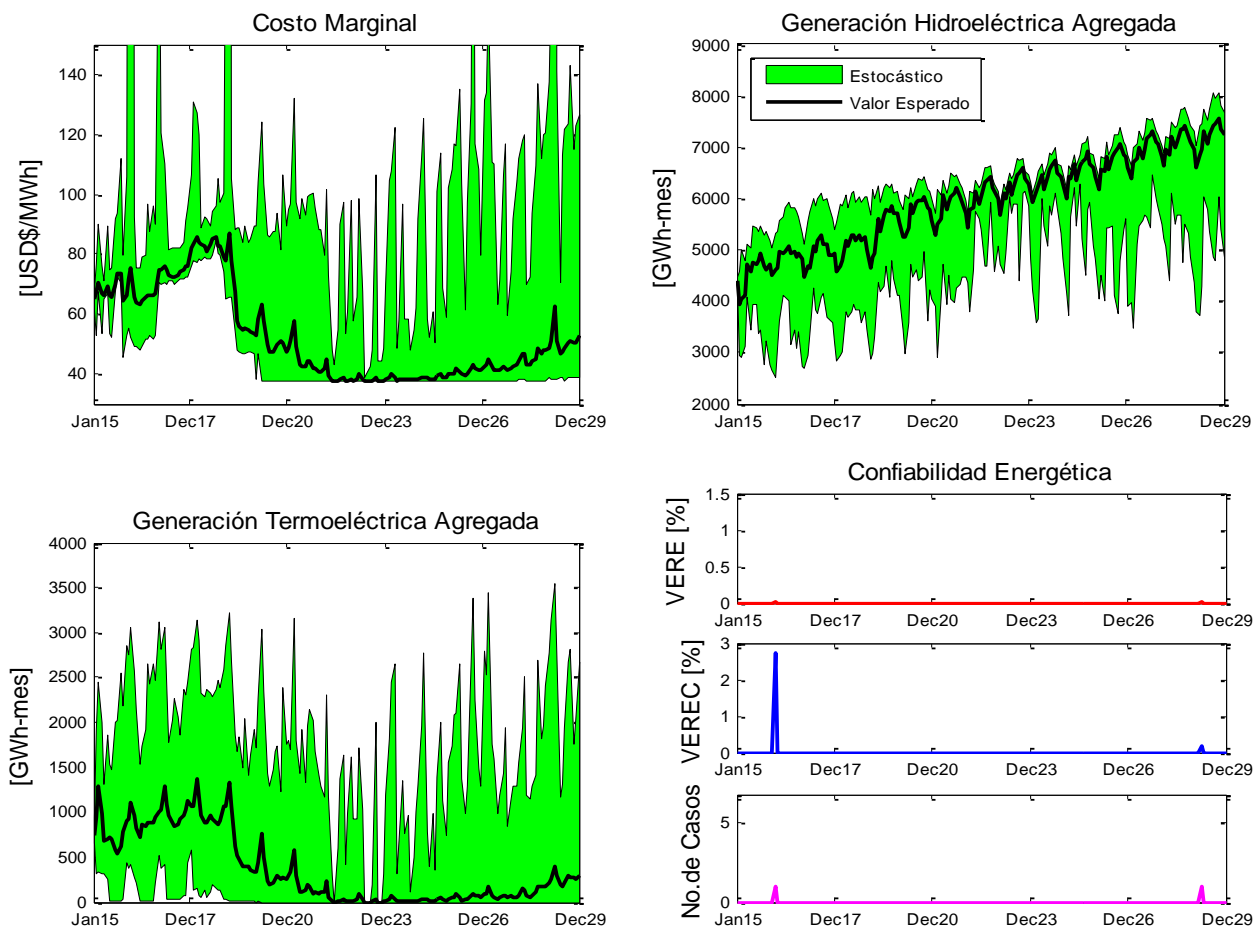 Costo Marginal
[USD$/MWh]
140
120
100
80
60
40
Jan15 Dec17 Dec20 Dec23 Dec26 Dec29
Generación Hidroeléctrica Agregada
Estocástico
Valor Esperado
[GWh-mes]
9000
8000
7000
6000
5000
4000
3000
2000
Jan15 Dec17 Dec20 Dec23 Dec26 Dec29
Generación Termoeléctrica Agregada
[GWh-mes]
4000
3500
3000
2500
2000
1500
1000
500
0
Jan15 Dec17 Dec20 Dec23 Dec26 Dec29
Confiabilidad Energética
VERE [%]
1.5
1
0.5
0
Jan15 Dec17 Dec20 Dec23 Dec26 Dec29
VEREC [%]
3
2
1
0
Jan15 Dec17 Dec20 Dec23 Dec26 Dec29
No.de Casos
5
0
Jan15 Dec17 Dec20 Dec23 Dec26 Dec29